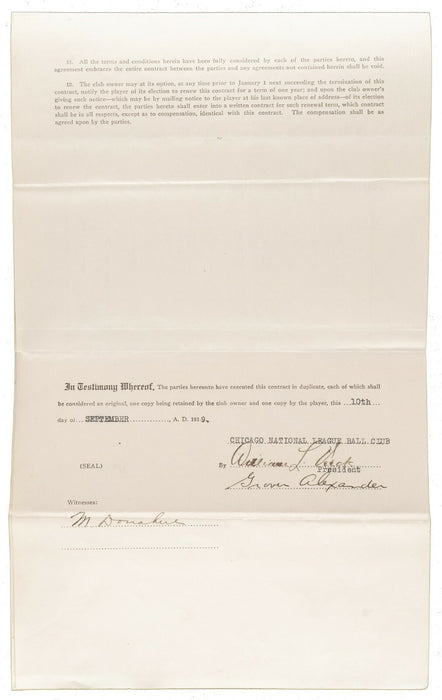 11. All the terms and conditions herein have been fully considered by each of the parties hereto, and this
agreement embraces the entire contract between the parties and any agreements not contained herein shall be void.
12. The club owner may at its option, at any time prior to January 1 next succeeding the termination of this
contract, notify the player of its election to renew this contract for a term of one year; and upon the club owner's
giving such notice—which may be by mailing notice to the player at his last known place of address—of its election
to renew the contract, the parties hereto shall enter into a written contract for such renewal term, which contract
shall be in all respects, except as to compensation, identical with this contract. The compensation shall be as
agreed upon by the parties.
In Testimony Whereof, The parties hereunto have executed this contract in duplicate, each of which shall
be considered an original, one copy being retained by the club owner and one copy by the player, this 10th
day of SEPTEMBER, A. D. 1919.
CHICAGO NATIONAL LEAGUE BALL CLUB
(SEAL) By William L Veeck
President
Grover Alexander
Witnesses:
M Donahue